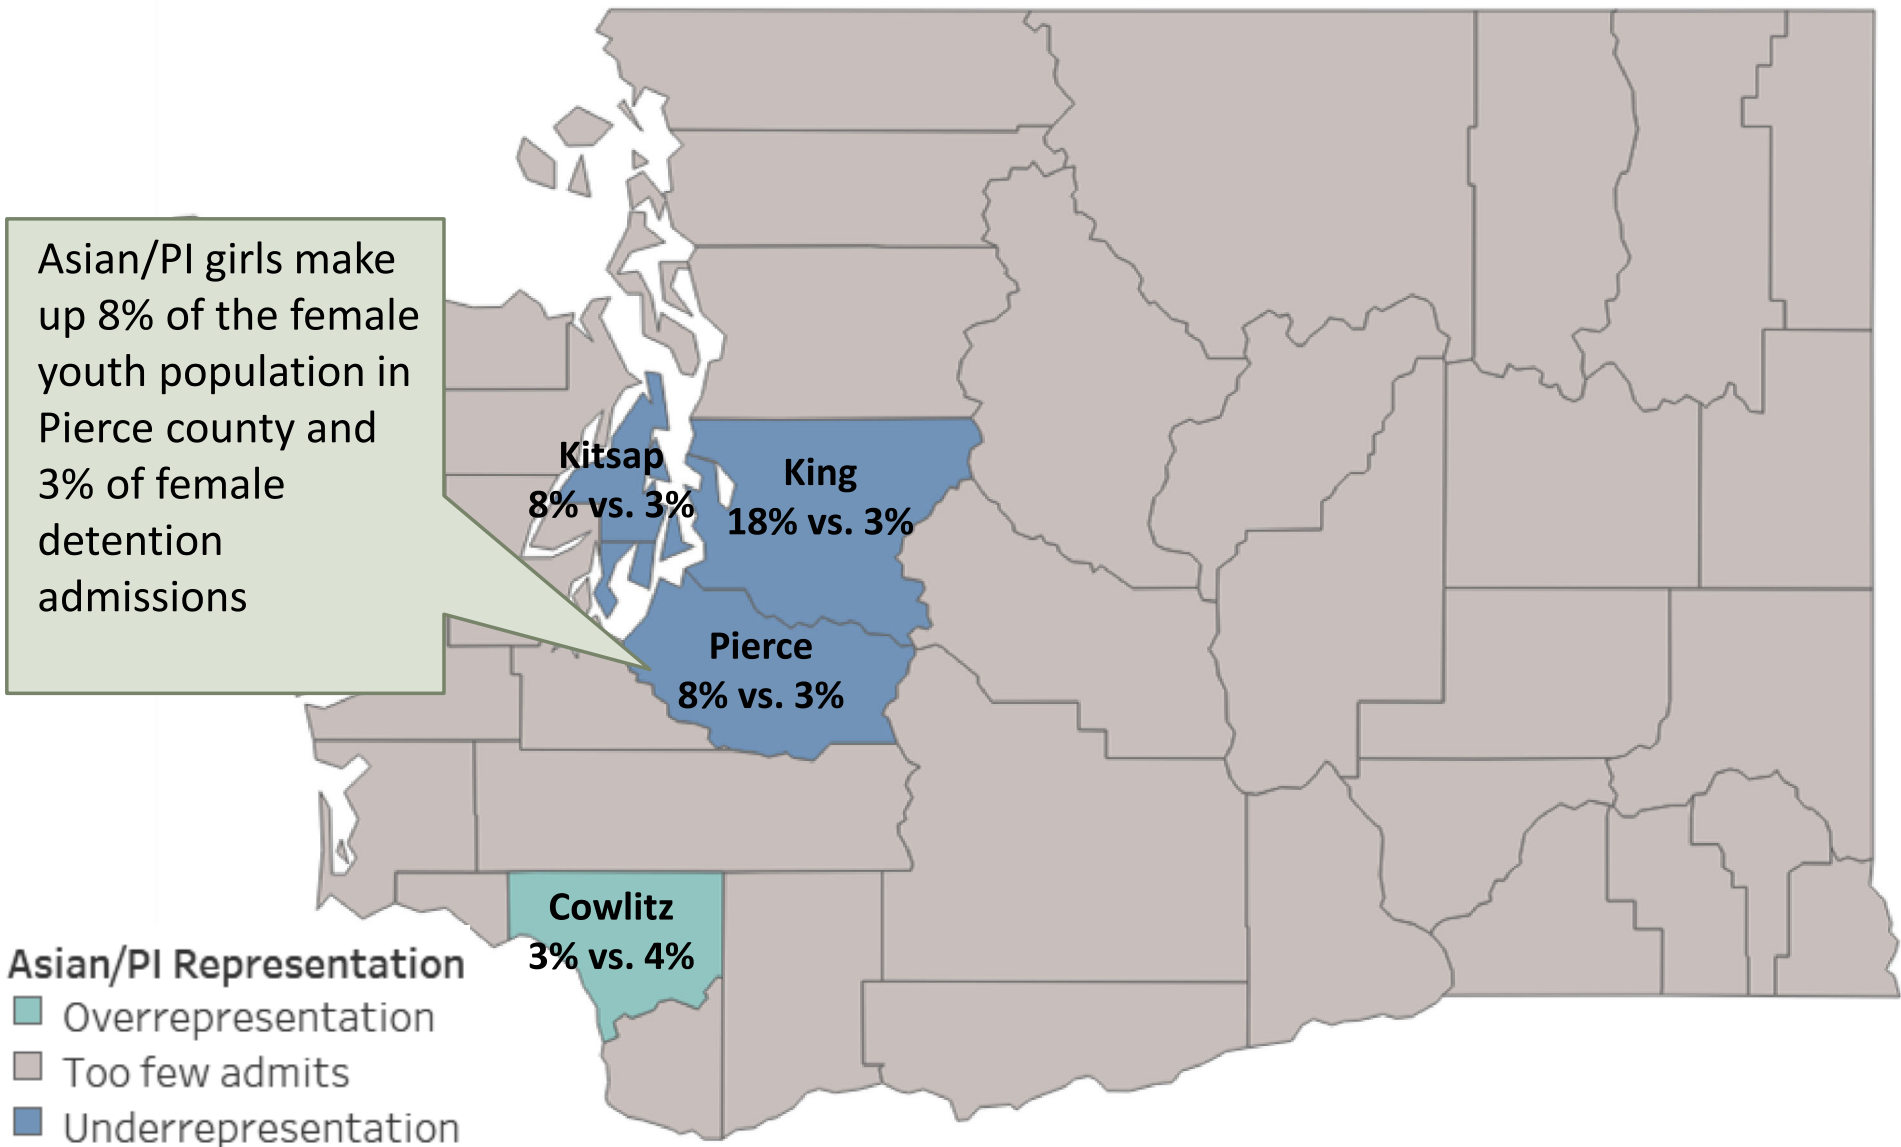 Asian/PI girls make
up 8% of the female
youth population in
Pierce county and
3% of female
detention
admissions
Kitsap
8% vs. 3%
King
18% vs. 3%
Pierce
8% vs. 3%
Cowlitz
3% vs. 4%
Asian/PI Representation
Overrepresentation
Too few admits
Underrepresentation